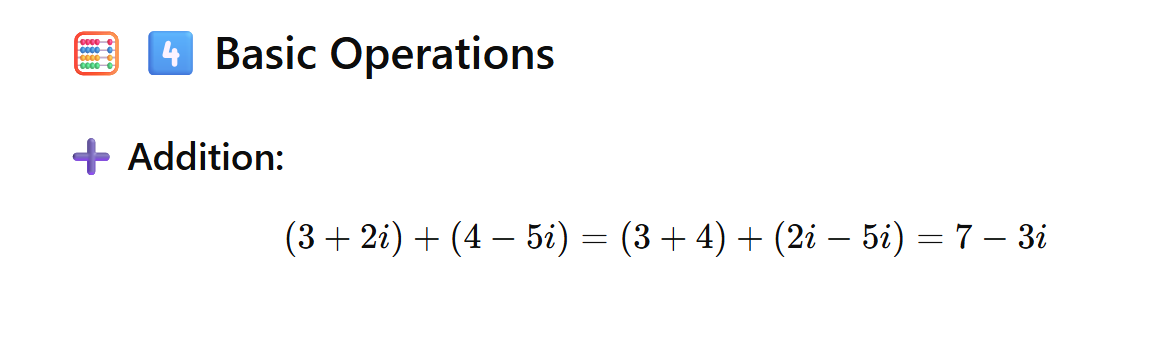 🧮 4️⃣ Basic Operations
➕ Addition:
(3 + 2i) + (4 − 5i) = (3 + 4) + (2i − 5i) = 7 − 3i